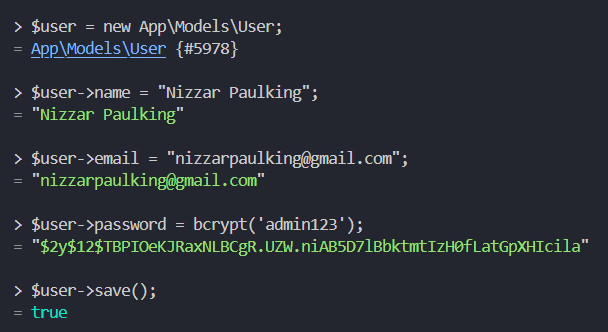 > $user = new App\Models\User;
= App\Models\User {#5978}
> $user->name = "Nizzar Paulking";
= "Nizzar Paulking"
> $user->email = "nizzarpaulking@gmail.com";
= "nizzarpaulking@gmail.com"
> $user->password = bcrypt('admin123');
= "$2y$12$TBPIOeKJRaxNLBCgR.UZW.niAB5D7lBbktmtIzH0fLatGpXHIcila"
> $user->save();
= true